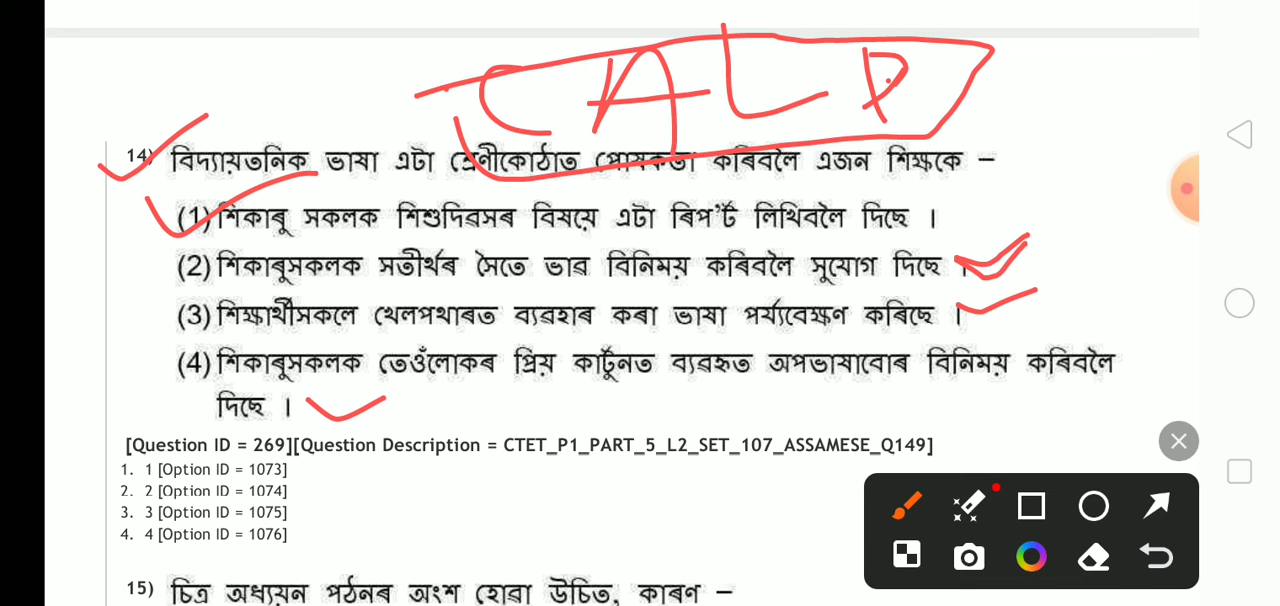 CALP
14) বিদ্যায়তনিক ভাষা এটা শ্ৰেণীকোঠাত পোষকতা কৰিবলৈ এজন শিক্ষকে –
(1) শিকাৰু সকলক শিশুদিৱসৰ বিষয়ে এটা ৰিপ'ৰ্ট লিখিবলৈ দিছে ।
(2) শিকাৰুসকলক সতীৰ্থৰ সৈতে ভাৱ বিনিময় কৰিবলৈ সুযোগ দিছে ।
(3) শিক্ষাৰ্থীসকলে খেলপথাৰত ব্যৱহাৰ কৰা ভাষা পৰ্য্যবেক্ষণ কৰিছে ।
(4) শিকাৰুসকলক তেওঁলোকৰ প্ৰিয় কাৰ্টুনত ব্যৱহৃত অপভাষাবোৰ বিনিময় কৰিবলৈ
দিছে ।
[Question ID = 269][Question Description = CTET_P1_PART_5_L2_SET_107_ASSAMESE_Q149]
1. 1 [Option ID = 1073]
2. 2 [Option ID = 1074]
3. 3 [Option ID = 1075]
4. 4 [Option ID = 1076]
15) চিত্ৰ অধ্যয়ন পঠনৰ অংশ হোৱা উচিত, কাৰণ –